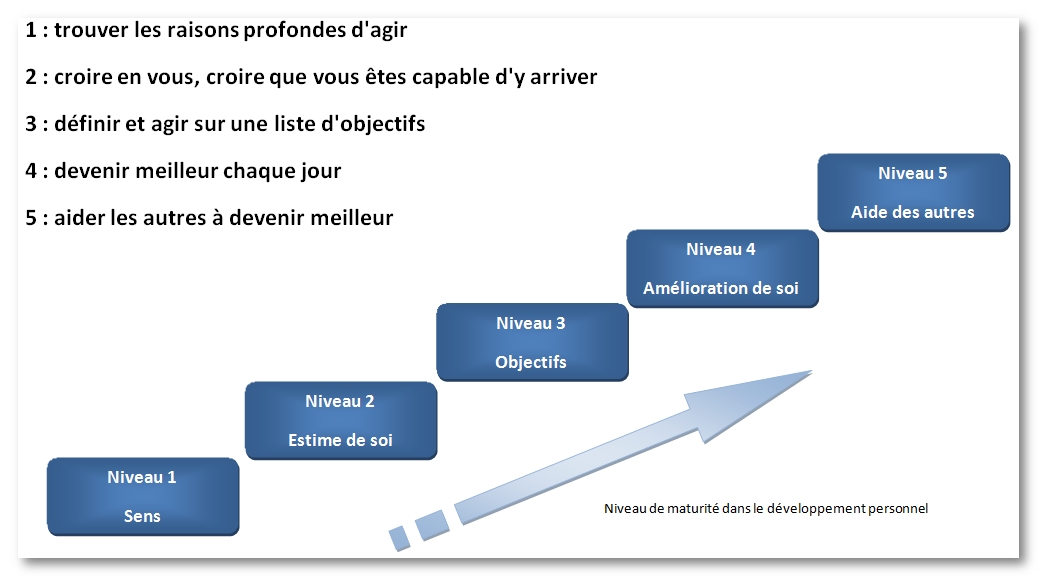 1 : trouver les raisons profondes d'agir
2 : croire en vous, croire que vous êtes capable d'y arriver
3 : définir et agir sur une liste d'objectifs
4 : devenir meilleur chaque jour
5 : aider les autres à devenir meilleur
Niveau 5
Aide des autres
Niveau 4
Amélioration de soi
Niveau 3
Objectifs
Niveau 2
Estime de soi
Niveau 1
Sens
Niveau de maturité dans le développement personnel